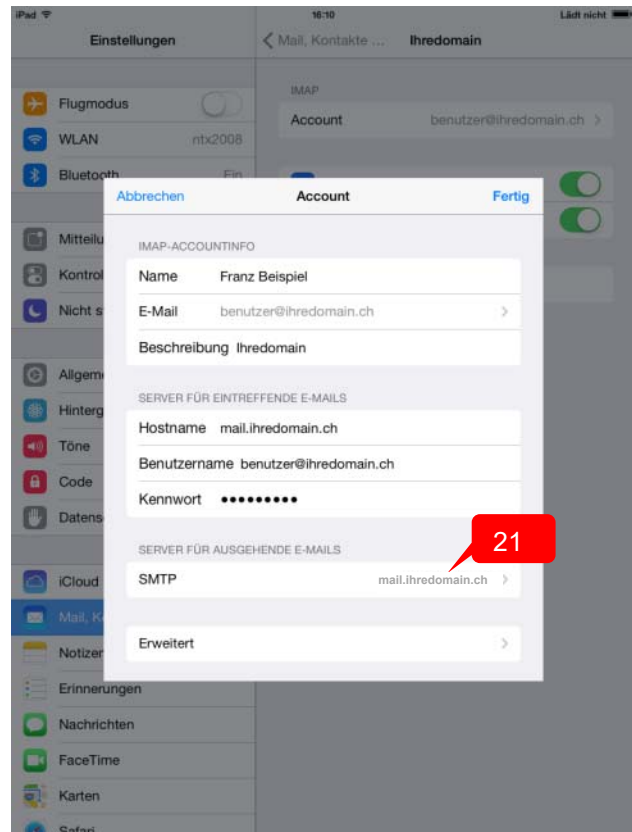 iPad 16:10 Lädt nicht
Einstellungen
Mail, Kontakte ... Ihredomain
Flugmodus
WLAN ntx2008
Bluetooth Ein
IMAP
Account benutzer@ihredomain.ch
Mitteilu
Kontrol
Nicht s
Allgeme
Hinterg
Töne
Code
Datens
iCloud
Mail, Ko
Notizen
Erinnerungen
Nachrichten
FaceTime
Karten
Safari
Abbrechen Account Fertig
IMAP-ACCOUNTINFO
Name Franz Beispiel
E-Mail benutzer@ihredomain.ch
Beschreibung Ihredomain
SERVER FÜR EINTREFFENDE E-MAILS
Hostname mail.ihredomain.ch
Benutzername benutzer@ihredomain.ch
Kennwort ●●●●●●●●●
SERVER FÜR AUSGEHENDE E-MAILS
21
SMTP mail.ihredomain.ch
Erweitert